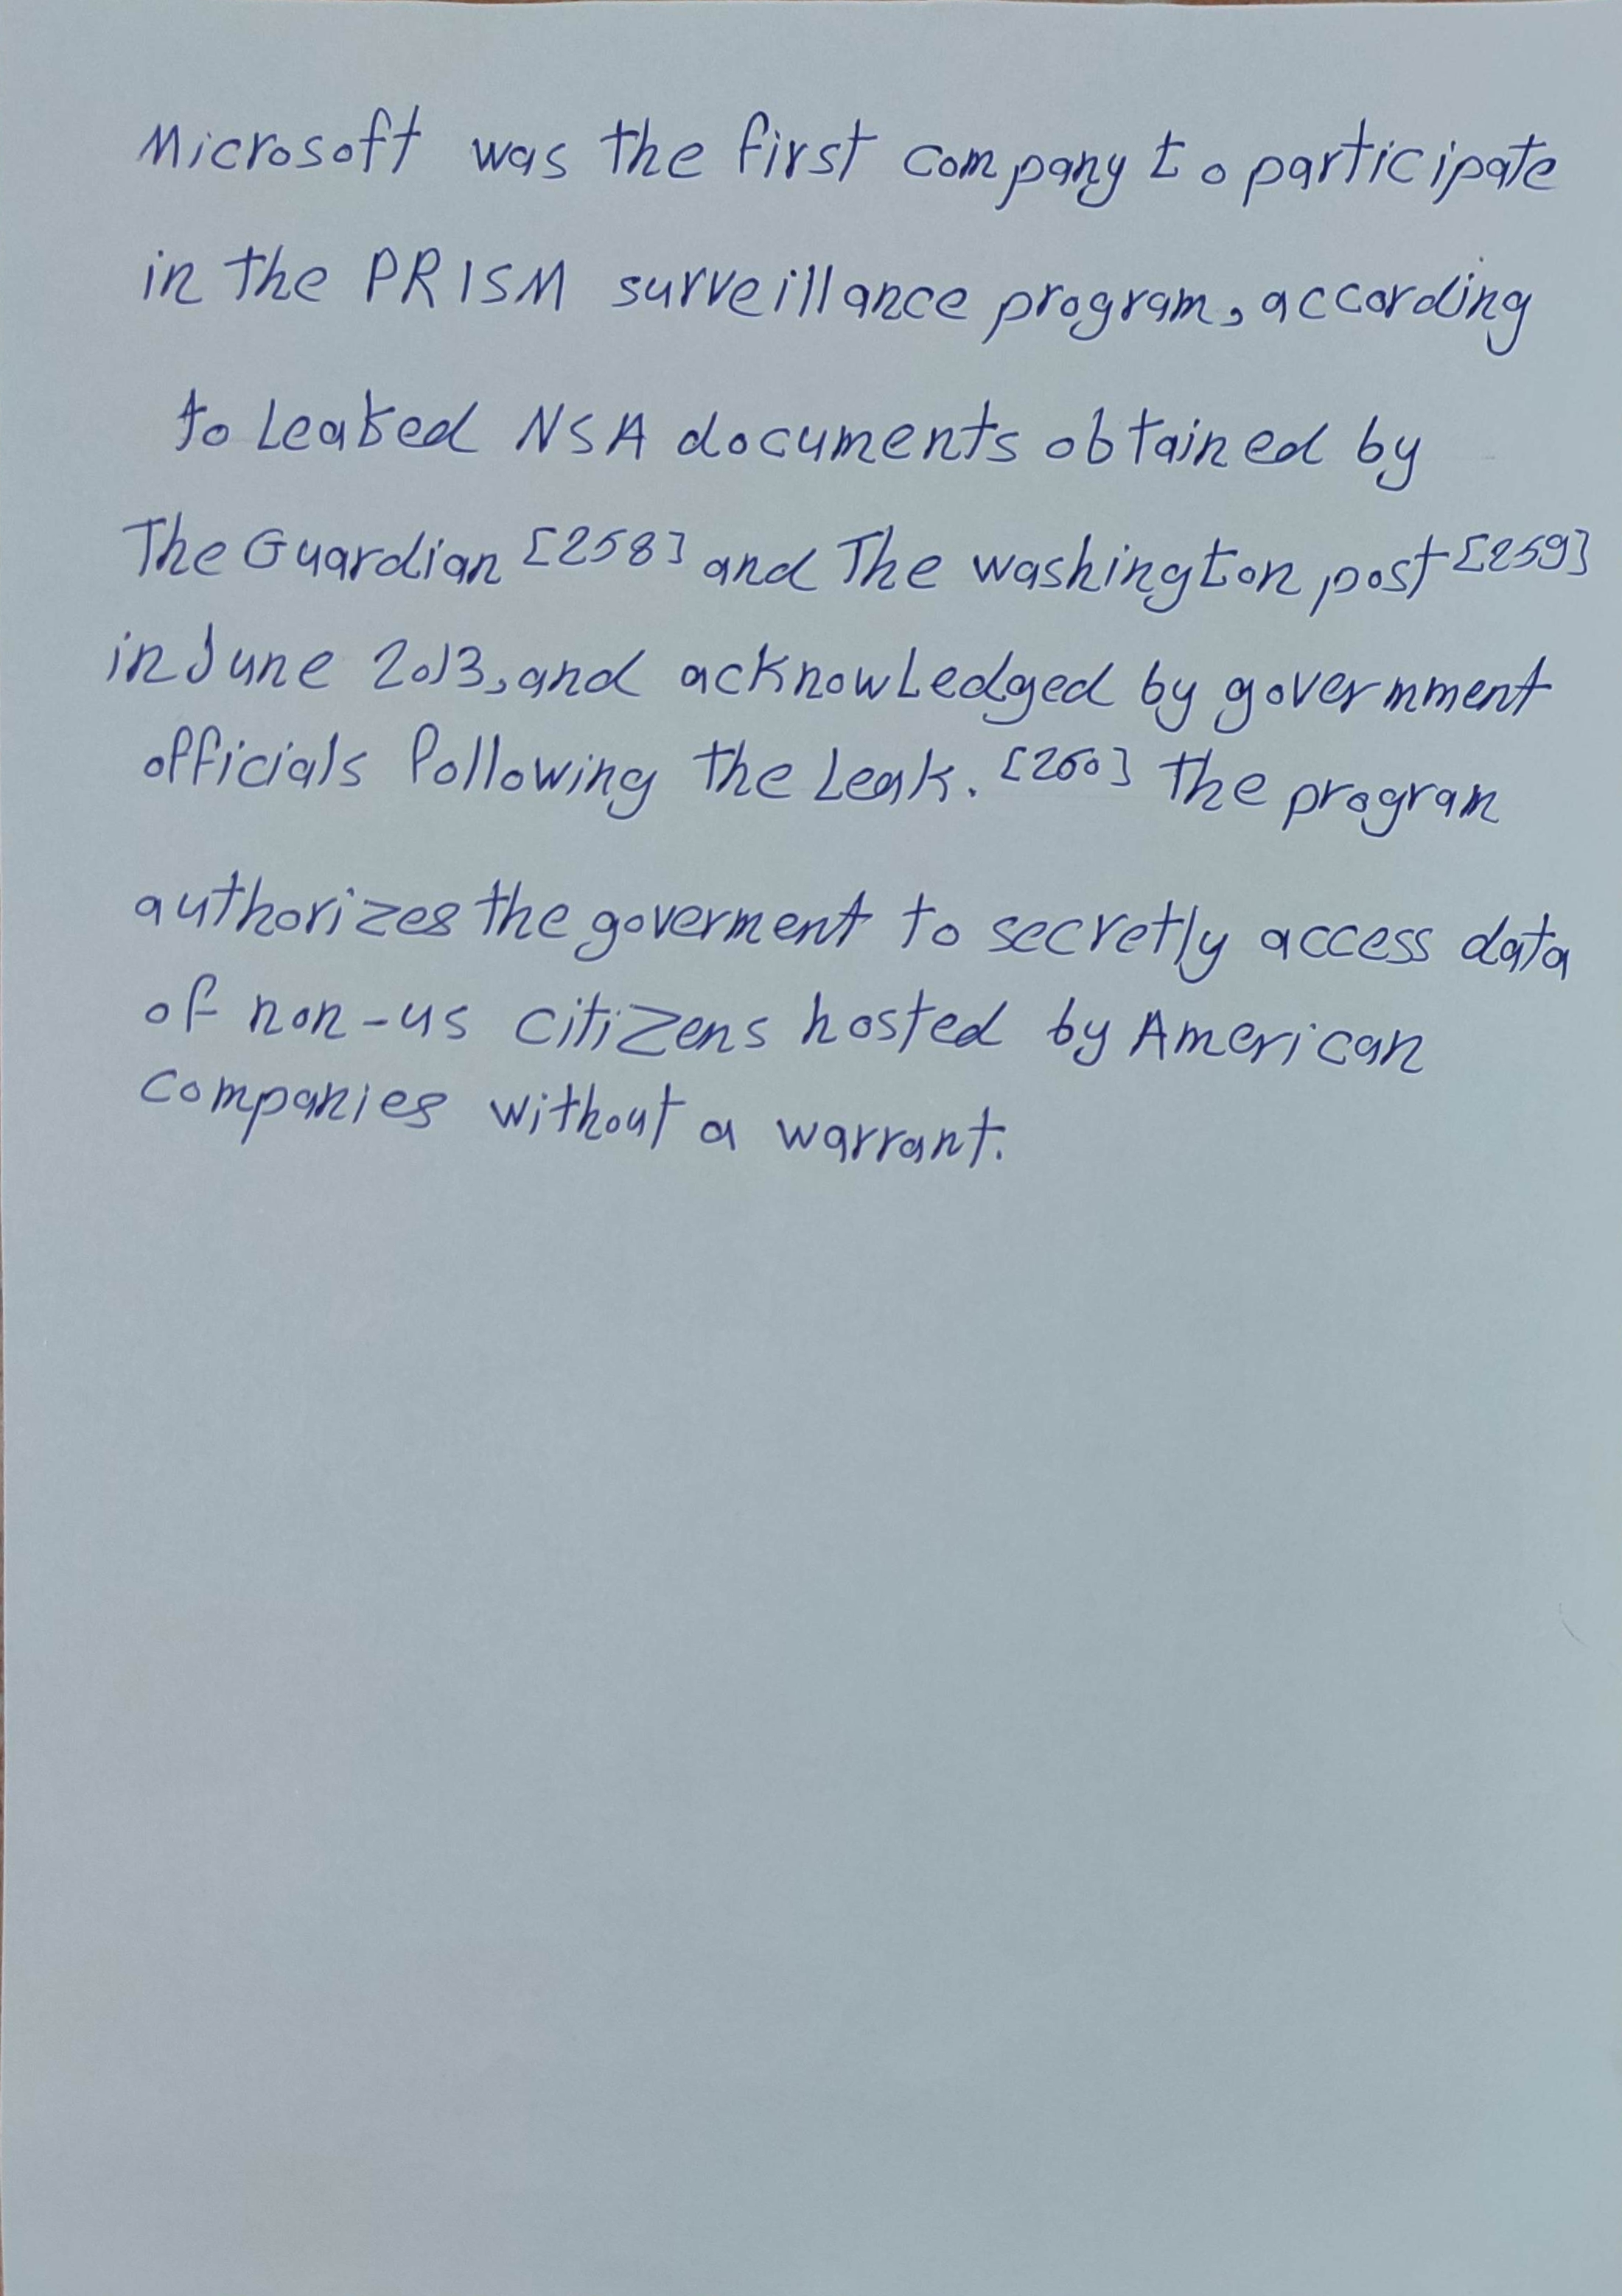 Microsoft was the first company to participate
in the PRISM surveillance program, according
to Leaked NSA documents obtained by
The Guardian [258] and The washington post [259]
in June 2013, and acknowledged by govermment
officials following the Leak. [260] The program
authorizes the goverment to secretly access data
of non-us citizens hosted by American
companies without a warrant.